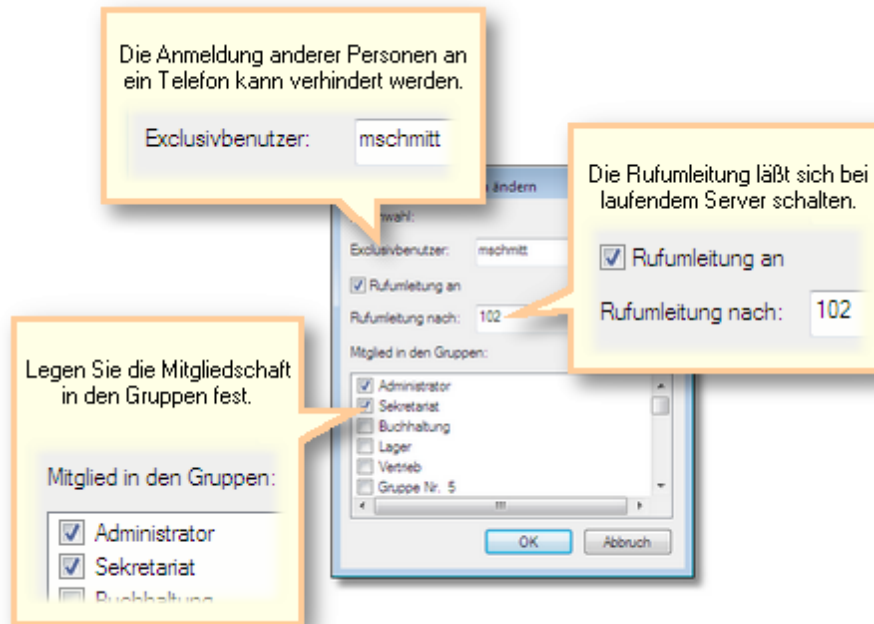 Die Anmeldung anderer Personen an
ein Telefon kann verhindert werden.
Exclusivbenutzer: mschmitt
Die Rufumleitung läßt sich bei
laufendem Server schalten.
Rufumleitung an
Rufumleitung nach: 102
ändern
Exclusivbenutzer: mschmitt
Rufumleitung an
Rufumleitung nach: 102
Mitglied in den Gruppen:
Administrator
Sekretariat
Buchhaltung
Lager
Vertrieb
Gruppe Nr. 5
OK Abbruch
Legen Sie die Mitgliedschaft
in den Gruppen fest.
Mitglied in den Gruppen:
Administrator
Sekretariat
Buchhaltung